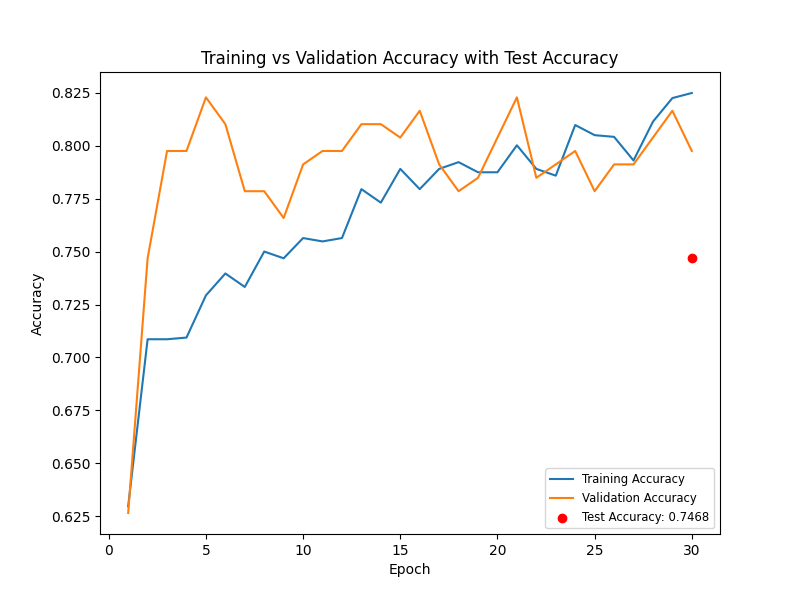 Training vs Validation Accuracy with Test Accuracy
Accuracy
0.825
0.800
0.775
0.750
0.725
0.700
0.675
0.650
0.625
0 5 10 15 20 25 30
Epoch
Training Accuracy
Validation Accuracy
Test Accuracy: 0.7468